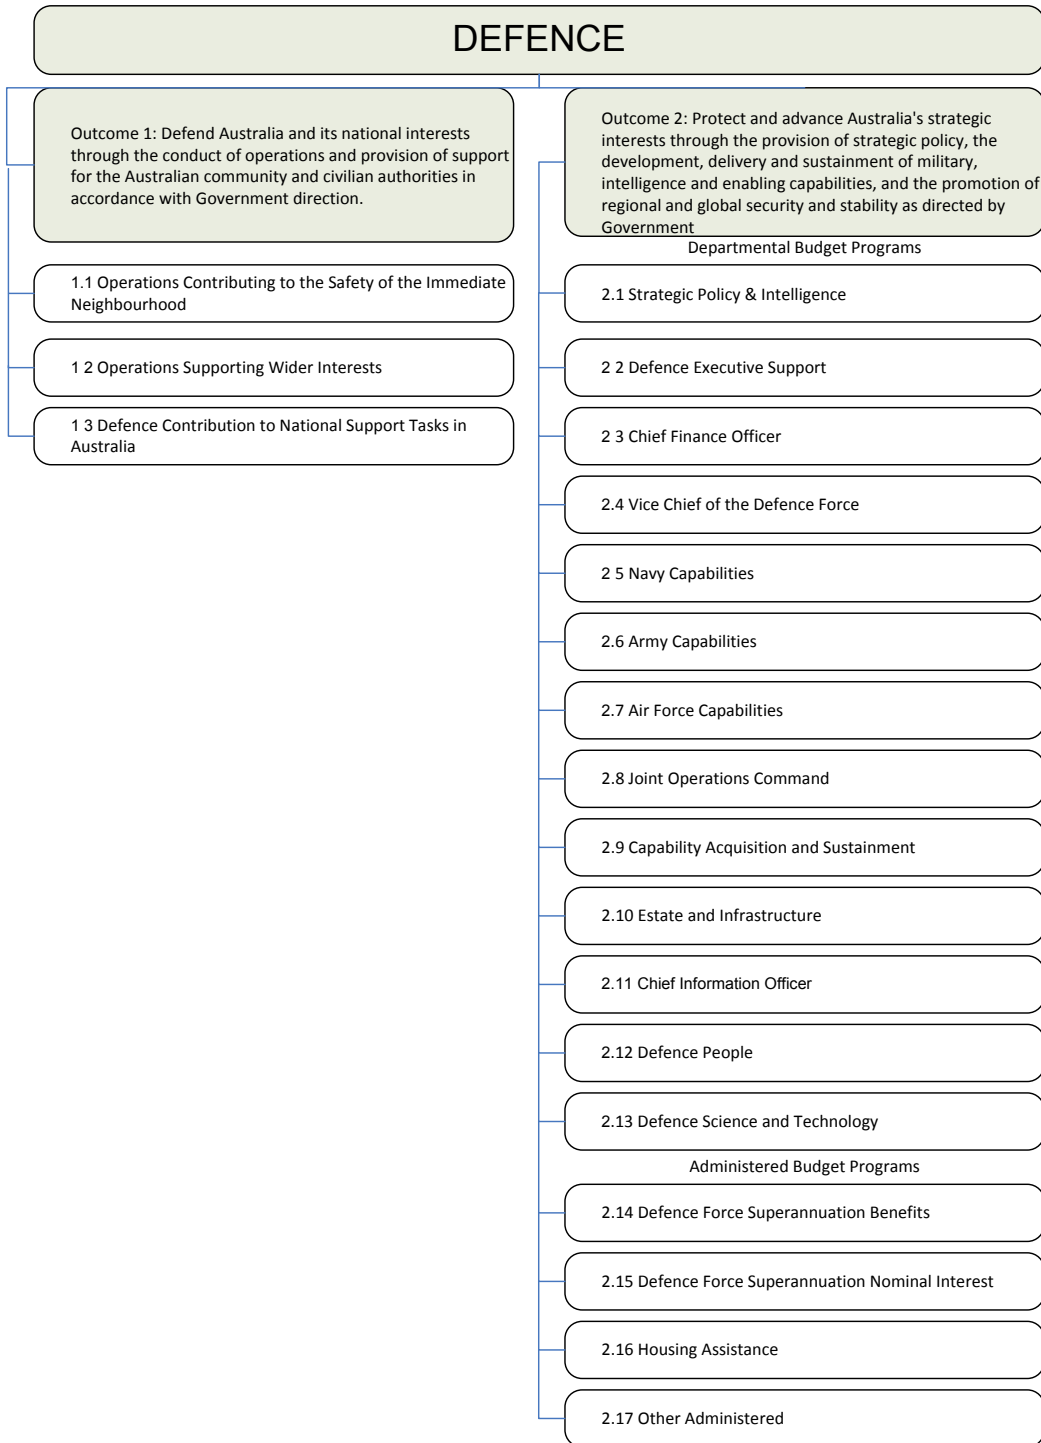 DEFENCE
Outcome 1: Defend Australia and its national interests
through the conduct of operations and provision of support
for the Australian community and civilian authorities in
accordance with Government direction.
1.1 Operations Contributing to the Safety of the Immediate
Neighbourhood
1 2 Operations Supporting Wider Interests
1 3 Defence Contribution to National Support Tasks in
Australia
Outcome 2: Protect and advance Australia's strategic
interests through the provision of strategic policy, the
development, delivery and sustainment of military,
intelligence and enabling capabilities, and the promotion of
regional and global security and stability as directed by
Government
Departmental Budget Programs
2.1 Strategic Policy & Intelligence
2 2 Defence Executive Support
2 3 Chief Finance Officer
2.4 Vice Chief of the Defence Force
2 5 Navy Capabilities
2.6 Army Capabilities
2.7 Air Force Capabilities
2.8 Joint Operations Command
2.9 Capability Acquisition and Sustainment
2.10 Estate and Infrastructure
2.11 Chief Information Officer
2.12 Defence People
2.13 Defence Science and Technology
Administered Budget Programs
2.14 Defence Force Superannuation Benefits
2.15 Defence Force Superannuation Nominal Interest
2.16 Housing Assistance
2.17 Other Administered